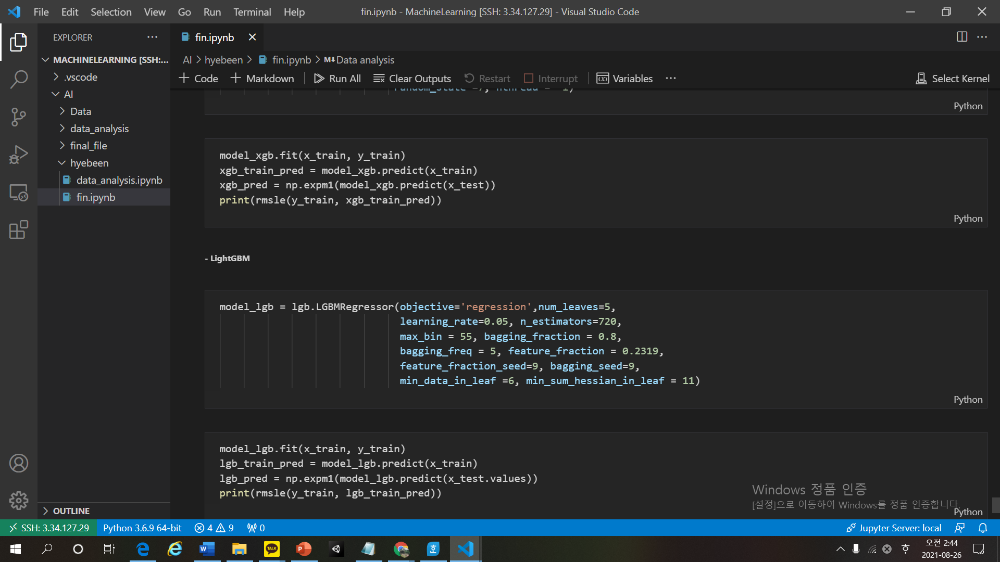 File Edit Selection View Go Run Terminal Help
fin.ipynb - MachineLearning [SSH: 3.34.127.29] - Visual Studio Code
EXPLORER
fin.ipynb
MACHINELEARNING [SSH:...
.vscode
AI
Data
data_analysis
final_file
hyebeen
data_analysis.ipynb
fin.ipynb
OUTLINE
AI > hyebeen > fin.ipynb > M↓Data analysis
+ Code + Markdown Run All Clear Outputs Restart Interrupt Variables ... Select Kernel
random_state =7, nthread = -1)
Python
model_xgb.fit(x_train, y_train)
xgb_train_pred = model_xgb.predict(x_train)
xgb_pred = np.expm1(model_xgb.predict(x_test))
print(rmsle(y_train, xgb_train_pred))
Python
- LightGBM
model_lgb = lgb.LGBMRegressor(objective='regression',num_leaves=5,
learning_rate=0.05, n_estimators=720,
max_bin = 55, bagging_fraction = 0.8,
bagging_freq = 5, feature_fraction = 0.2319,
feature_fraction_seed=9, bagging_seed=9,
min_data_in_leaf =6, min_sum_hessian_in_leaf = 11)
Python
model_lgb.fit(x_train, y_train)
lgb_train_pred = model_lgb.predict(x_train)
lgb_pred = np.expm1(model_lgb.predict(x_test.values))
print(rmsle(y_train, lgb_train_pred))
Python
Windows 정품 인증
[설정]으로 이동하여 Windows를 정품 인증합니다.
SSH: 3.34.127.29 Python 3.6.9 64-bit 4 9 0 Jupyter Server: local
TALK
오전 2:44
2021-08-26